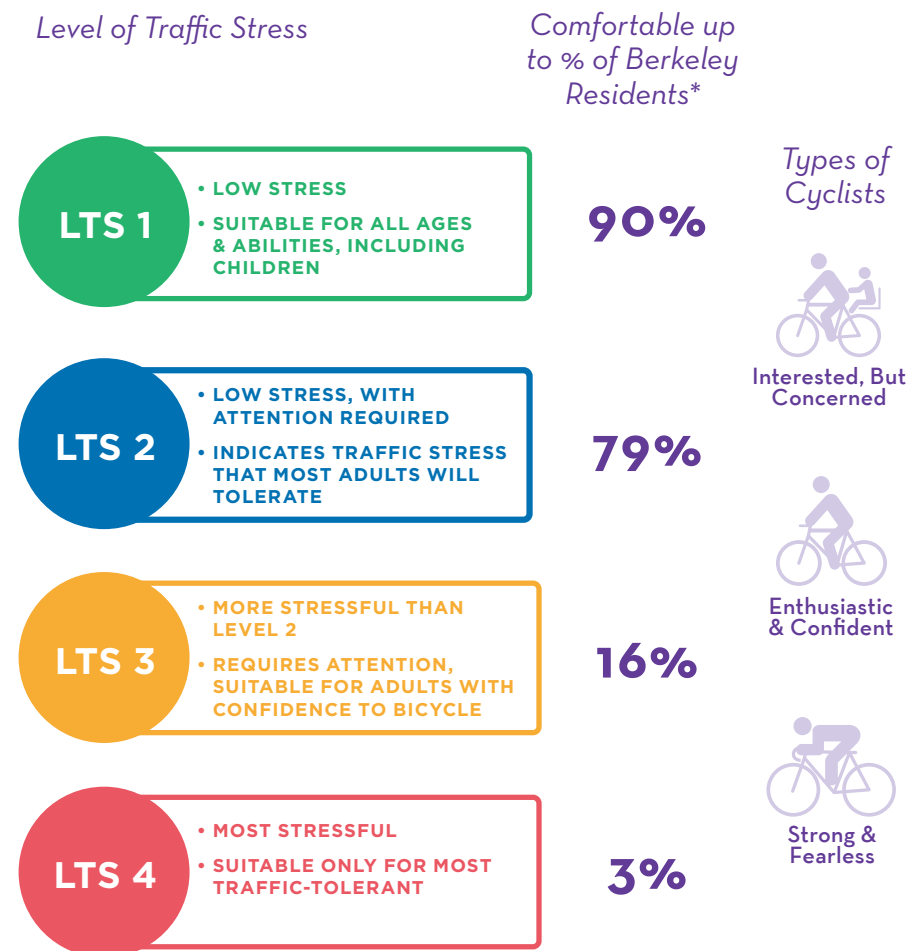 Level of Traffic Stress
Comfortable up
to % of Berkeley
Residents*
Types of
Cyclists
LTS 1
• LOW STRESS
• SUITABLE FOR ALL AGES
& ABILITIES, INCLUDING
CHILDREN
90%
Interested, But
Concerned
LTS 2
• LOW STRESS, WITH
ATTENTION REQUIRED
• INDICATES TRAFFIC STRESS
THAT MOST ADULTS WILL
TOLERATE
79%
Enthusiastic
& Confident
LTS 3
• MORE STRESSFUL THAN
LEVEL 2
• REQUIRES ATTENTION,
SUITABLE FOR ADULTS WITH
CONFIDENCE TO BICYCLE
16%
Strong &
Fearless
LTS 4
• MOST STRESSFUL
• SUITABLE ONLY FOR MOST
TRAFFIC-TOLERANT
3%